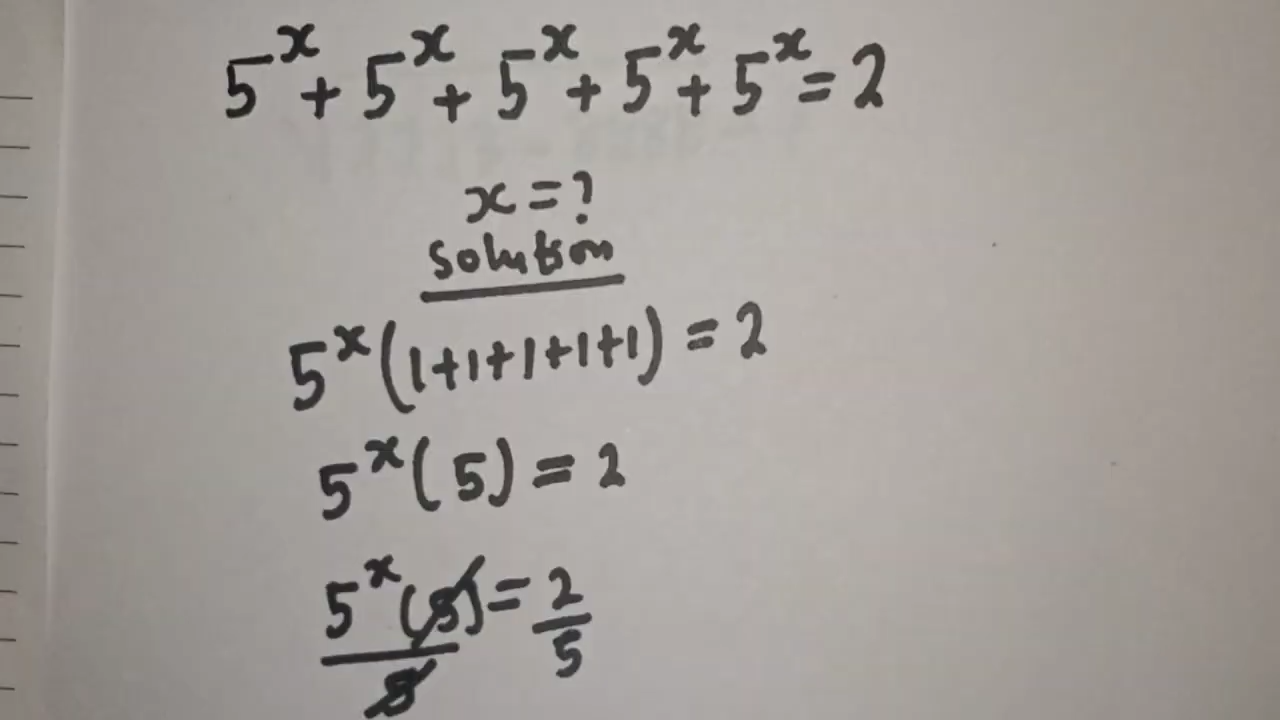 5^x + 5^x + 5^x + 5^x + 5^x = 2
x = ?
solution
5^x (1+1+1+1+1) = 2
5^x (5) = 2
5^x (5)/5 = 2/5